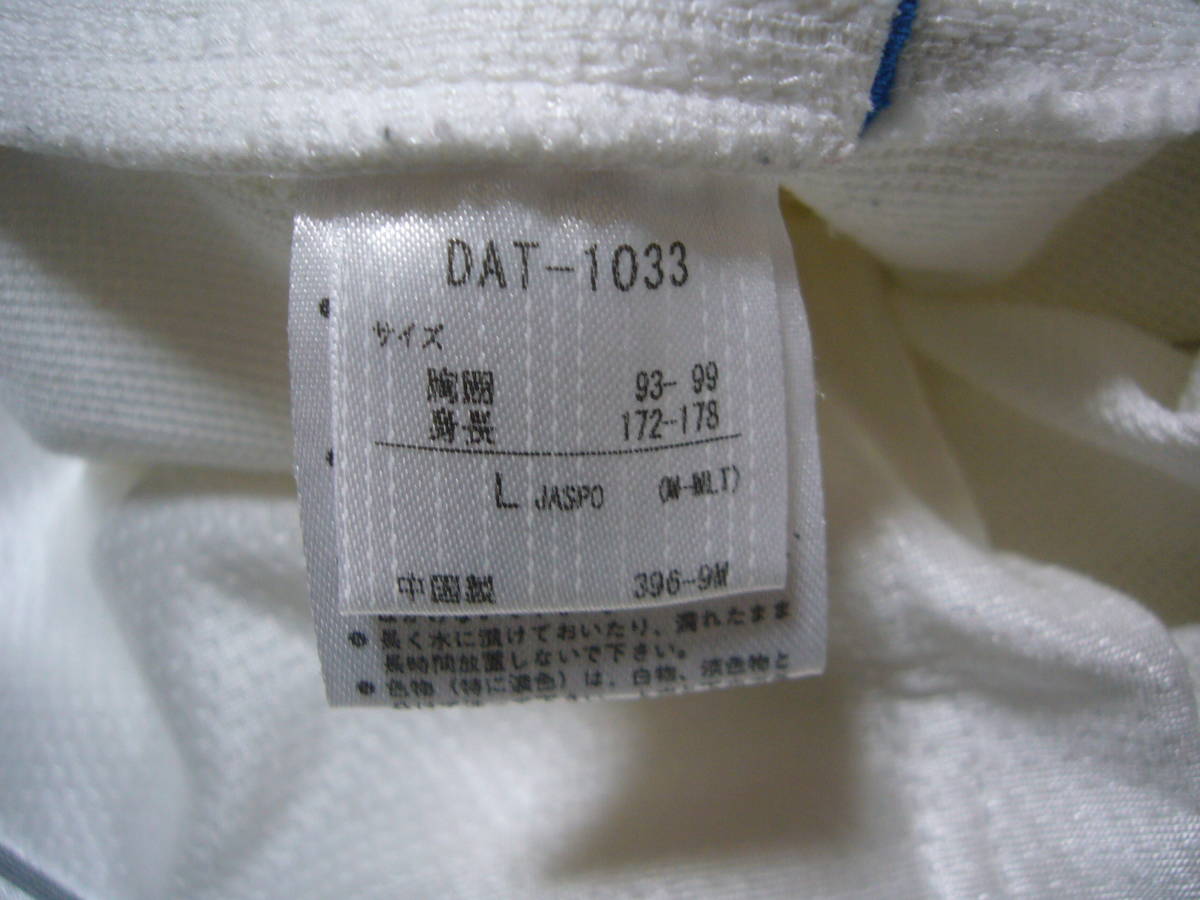 DAT-1033
サイズ
胸囲 93- 99
身長 172-178
L JASPO (M-MLT)
中国製 396-9M
● 長く水に漬けておいたり、濡れたまま
長時間放置しないで下さい。
● 色物（特に濃色）は、白物、淡色物と